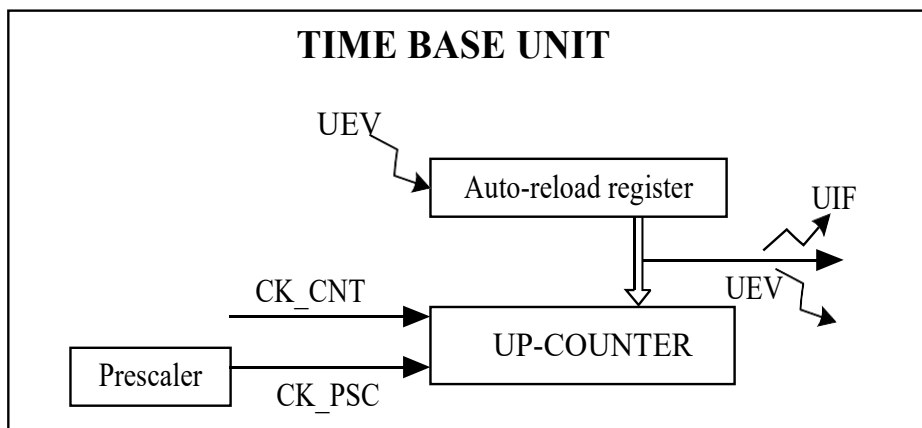 TIME BASE UNIT
UEV
Auto-reload register
UIF
UEV
CK_CNT
UP-COUNTER
Prescaler
CK_PSC